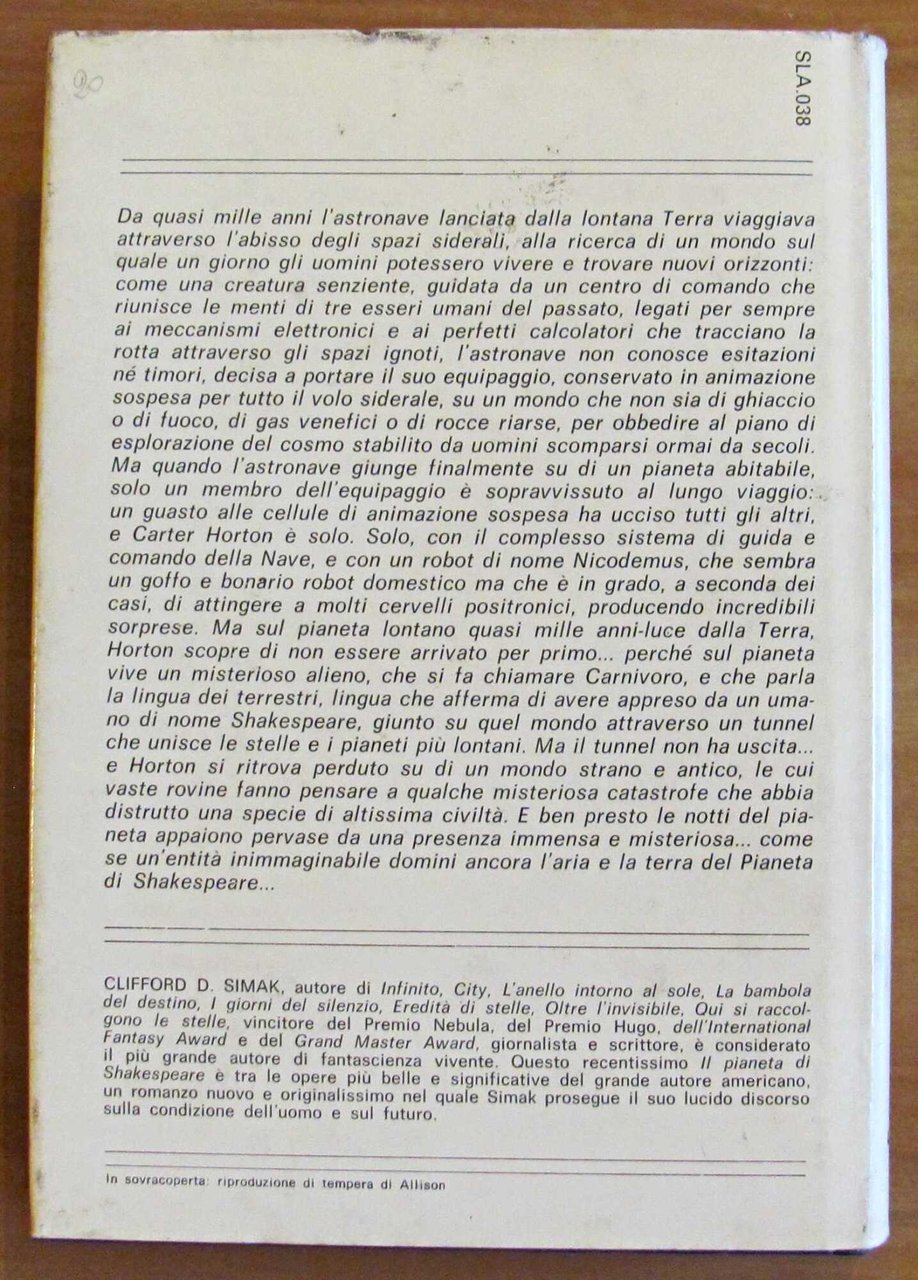 20
SLA.038
Da quasi mille anni l'astronave lanciata dalla lontana Terra viaggiava
attraverso l'abisso degli spazi siderali, alla ricerca di un mondo sul
quale un giorno gli uomini potessero vivere e trovare nuovi orizzonti:
come una creatura senziente, guidata da un centro di comando che
riunisce le menti di tre esseri umani del passato, legati per sempre
ai meccanismi elettronici e ai perfetti calcolatori che tracciano la
rotta attraverso gli spazi ignoti, l'astronave non conosce esitazioni
né timori, decisa a portare il suo equipaggio, conservato in animazione
sospesa per tutto il volo siderale, su un mondo che non sia di ghiaccio
o di fuoco, di gas venefici o di rocce riarse, per obbedire al piano di
esplorazione del cosmo stabilito da uomini scomparsi ormai da secoli.
Ma quando l'astronave giunge finalmente su di un pianeta abitabile,
solo un membro dell'equipaggio è sopravvissuto al lungo viaggio:
un guasto alle cellule di animazione sospesa ha ucciso tutti gli altri,
e Carter Horton è solo. Solo, con il complesso sistema di guida e
comando della Nave, e con un robot di nome Nicodemus, che sembra
un goffo e bonario robot domestico ma che è in grado, a seconda dei
casi, di attingere a molti cervelli positronici, producendo incredibili
sorprese. Ma sul pianeta lontano quasi mille anni-luce dalla Terra,
Horton scopre di non essere arrivato per primo... perché sul pianeta
vive un misterioso alieno, che si fa chiamare Carnivoro, e che parla
la lingua dei terrestri, lingua che afferma di avere appreso da un uma-
no di nome Shakespeare, giunto su quel mondo attraverso un tunnel
che unisce le stelle e i pianeti più lontani. Ma il tunnel non ha uscita...
e Horton si ritrova perduto su di un mondo strano e antico, le cui
vaste rovine fanno pensare a qualche misteriosa catastrofe che abbia
distrutto una specie di altissima civiltà. E ben presto le notti del pia-
neta appaiono pervase da una presenza immensa e misteriosa... come
se un'entità inimmaginabile domini ancora l'aria e la terra del Pianeta
di Shakespeare...
CLIFFORD D. SIMAK, autore di Infinito, City, L'anello intorno al sole, La bambola
del destino, I giorni del silenzio, Eredità di stelle, Oltre l'invisibile, Qui si raccol-
gono le stelle, vincitore del Premio Nebula, del Premio Hugo, dell'International
Fantasy Award e del Grand Master Award, giornalista e scrittore, è considerato
il più grande autore di fantascienza vivente. Questo recentissimo Il pianeta di
Shakespeare è tra le opere più belle e significative del grande autore americano,
un romanzo nuovo e originalissimo nel quale Simak prosegue il suo lucido discorso
sulla condizione dell'uomo e sul futuro.
In sovracoperta: riproduzione di tempera di Allison